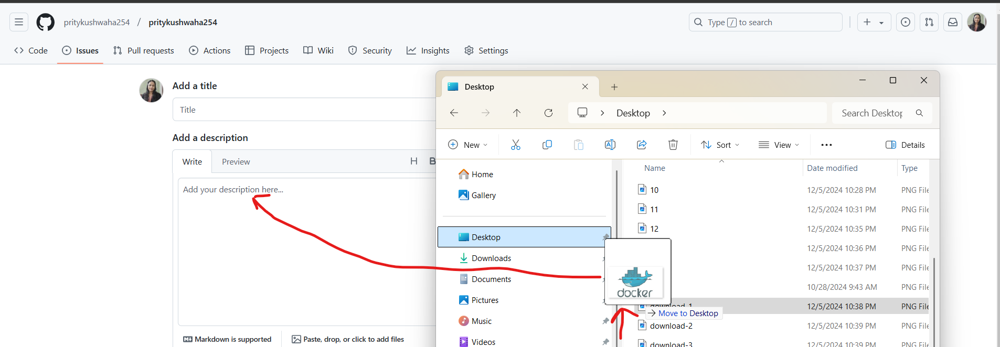 pritykushwaha254 / pritykushwaha254
Type / to search
Code Issues Pull requests Actions Projects Wiki Security Insights Settings
Add a title
Title
Add a description
Write Preview H B
Add your description here...
Markdown is supported
Paste, drop, or click to add files
Desktop
Desktop
Search Desktop
New Sort View Details
Home
Gallery
Desktop
Downloads
Documents
Pictures
Music
Videos
Name Date modified Type
10 12/5/2024 10:28 PM PNG File
11 12/5/2024 10:31 PM PNG File
12 12/5/2024 10:35 PM PNG File
12/5/2024 10:36 PM PNG File
12/5/2024 10:37 PM PNG File
10/28/2024 9:43 AM PNG File
download-1 12/5/2024 10:38 PM PNG File
download-2 12/5/2024 10:39 PM PNG File
download-3 12/5/2024 10:39 PM PNG File
docker
Move to Desktop